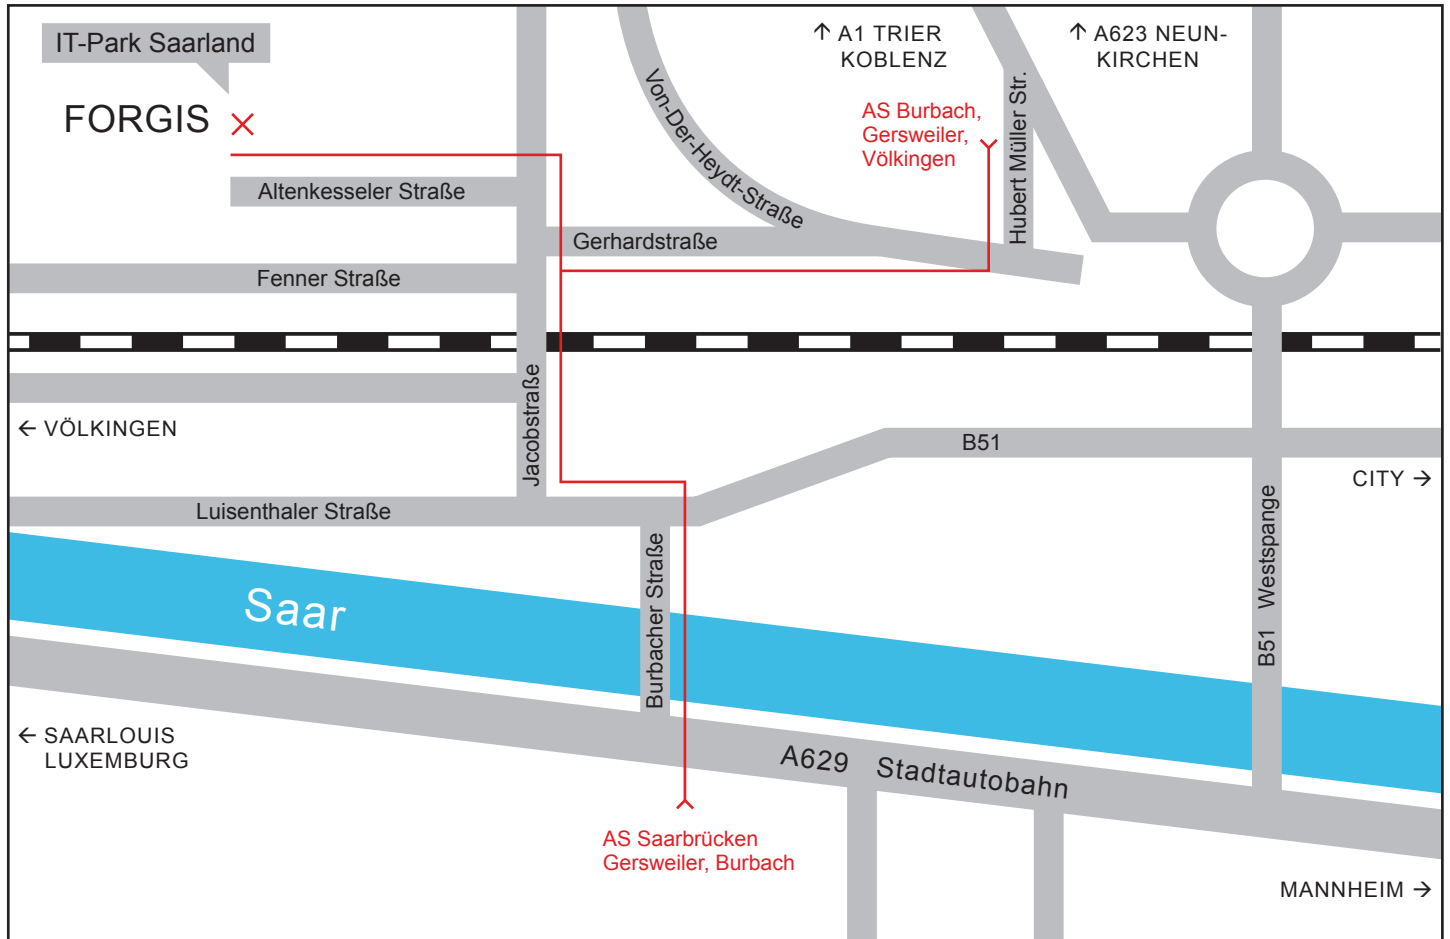 IT-Park Saarland
FORGIS
↑ A1 TRIER
KOBLENZ
↑ A623 NEUN-
KIRCHEN
AS Burbach,
Gersweiler,
Völkingen
Von-Der-Heydt-Straße
Hubert Müller Str.
Altenkesseler Straße
Gerhardstraße
Fenner Straße
Jacobstraße
← VÖLKINGEN
B51
CITY →
Luisenthaler Straße
Burbacher Straße
B51 Westspange
Saar
← SAARLOUIS
LUXEMBURG
A629 Stadtautobahn
AS Saarbrücken
Gersweiler, Burbach
MANNHEIM →